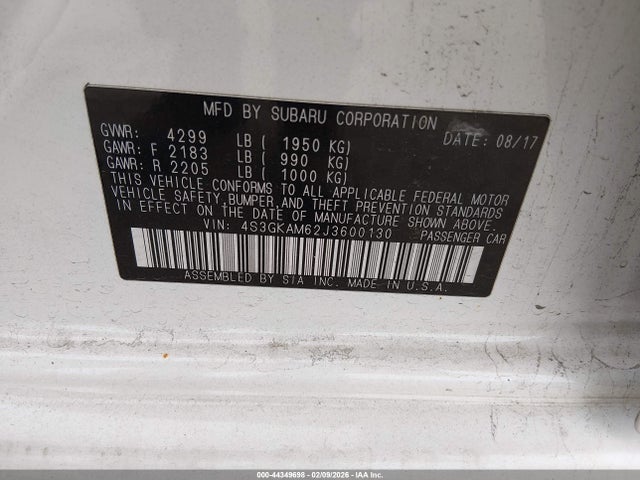 MFD BY SUBARU CORPORATION
GVWR: 4299 LB ( 1950 KG) DATE: 08/17
GAWR: F 2183 LB ( 990 KG)
GAWR: R 2205 LB ( 1000 KG)
THIS VEHICLE CONFORMS TO ALL APPLICABLE FEDERAL MOTOR
VEHICLE SAFETY, BUMPER, AND THEFT PREVENTION STANDARDS
IN EFFECT ON THE DATE OF MANUFACTURE SHOWN ABOVE.
VIN: 4S3GKAM62J3600130 PASSENGER CAR
ASSEMBLED BY SIA INC. MADE IN U.S.A.
000-44349698 - 02/09/2026 - IAAI.com